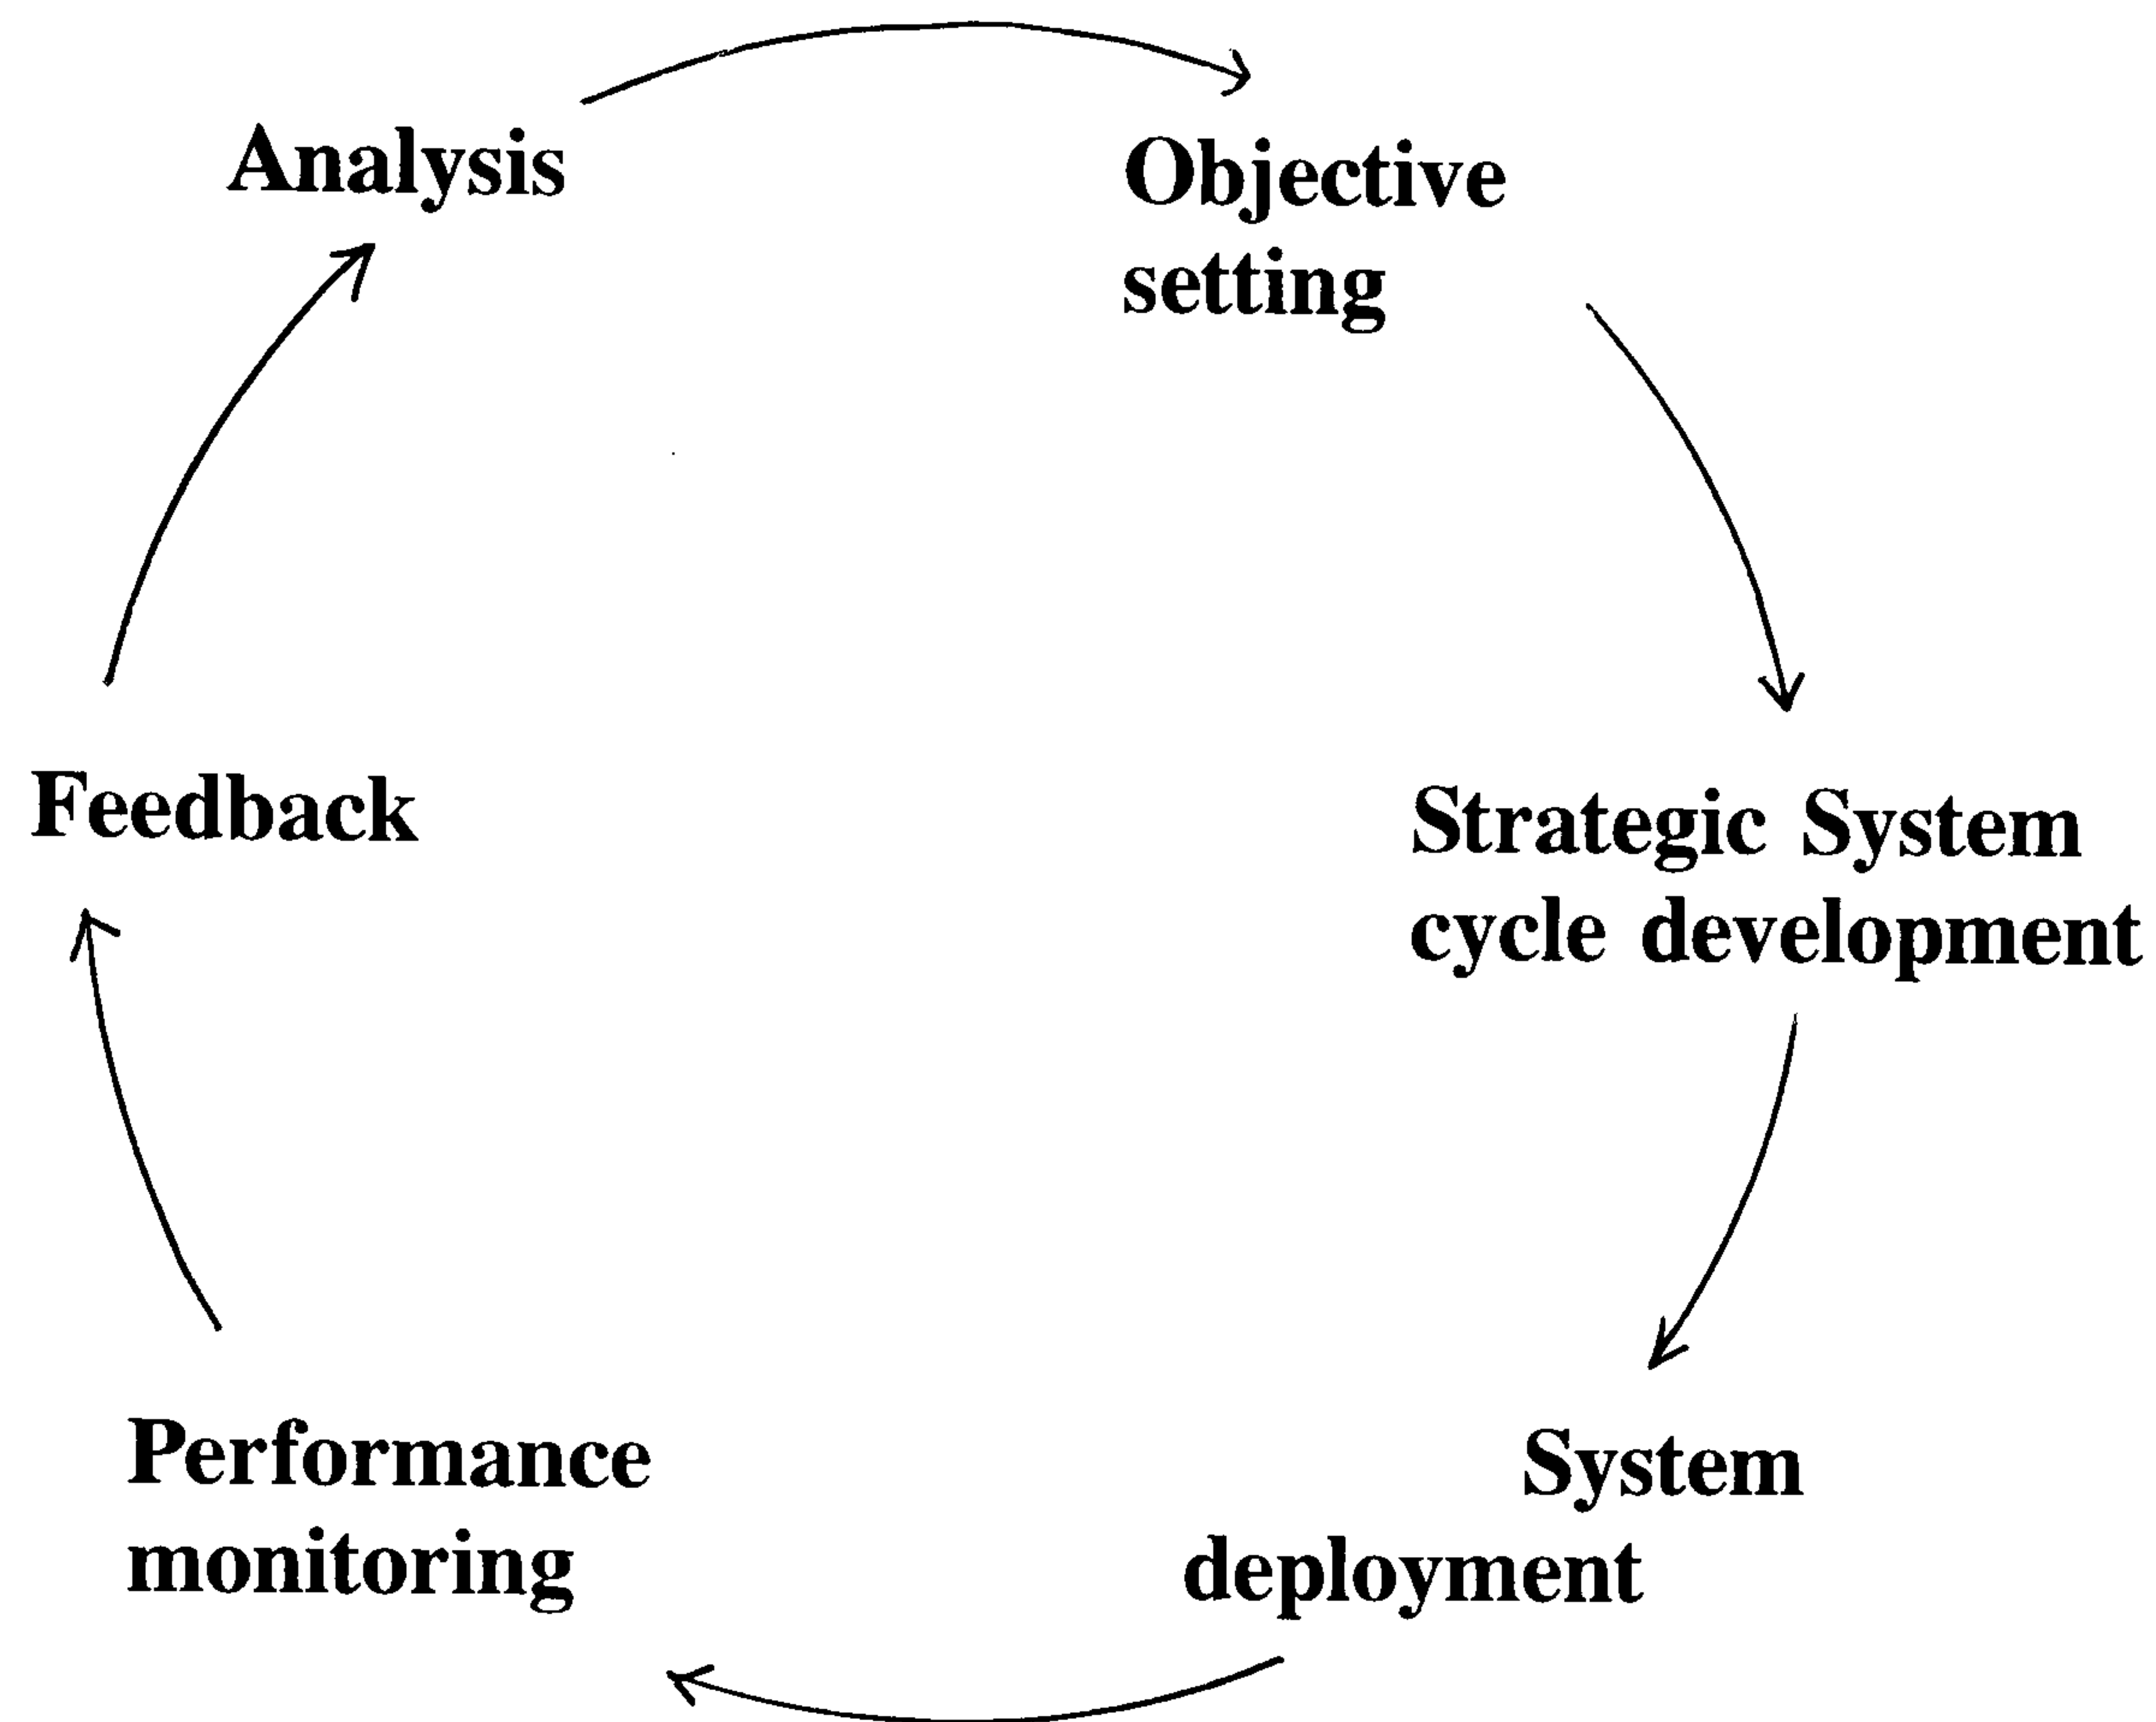 Analysis
Objective
setting
Strategic System
cycle development
System
deployment
Performance
monitoring
Feedback